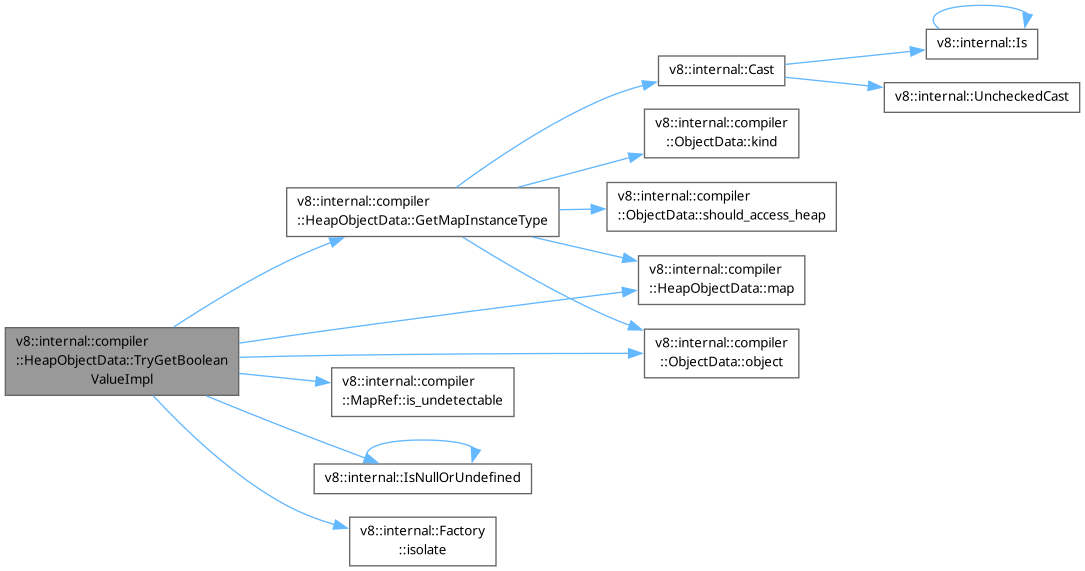 v8::internal::Is
v8::internal::Cast
v8::internal::UncheckedCast
v8::internal::compiler
::ObjectData::kind
v8::internal::compiler
::HeapObjectData::GetMapInstanceType
v8::internal::compiler
::ObjectData::should_access_heap
v8::internal::compiler
::HeapObjectData::map
v8::internal::compiler
::HeapObjectData::TryGetBoolean
ValueImpl
v8::internal::compiler
::ObjectData::object
v8::internal::compiler
::MapRef::is_undetectable
v8::internal::IsNullOrUndefined
v8::internal::Factory
::isolate